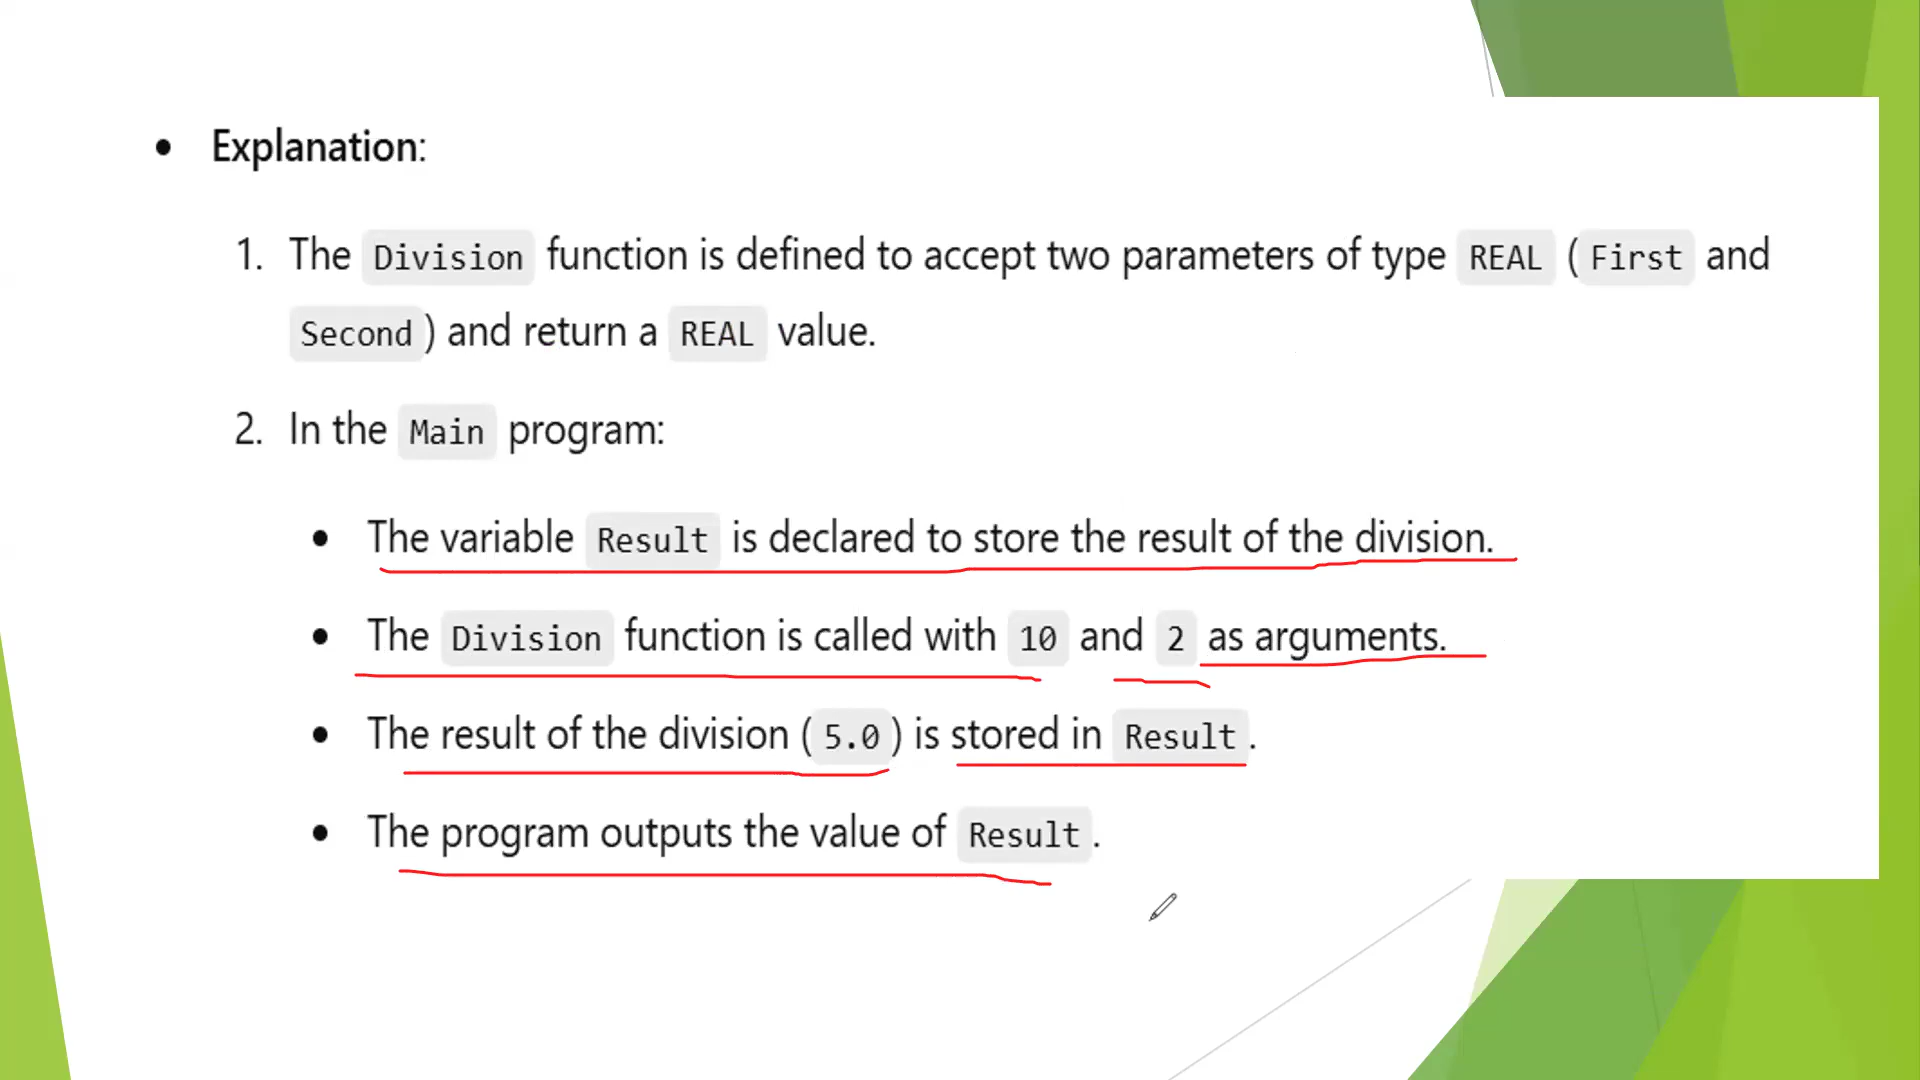 • Explanation:
1. The Division function is defined to accept two parameters of type REAL (First and
Second) and return a REAL value.
2. In the Main program:
• The variable Result is declared to store the result of the division.
• The Division function is called with 10 and 2 as arguments.
• The result of the division (5.0) is stored in Result.
• The program outputs the value of Result.